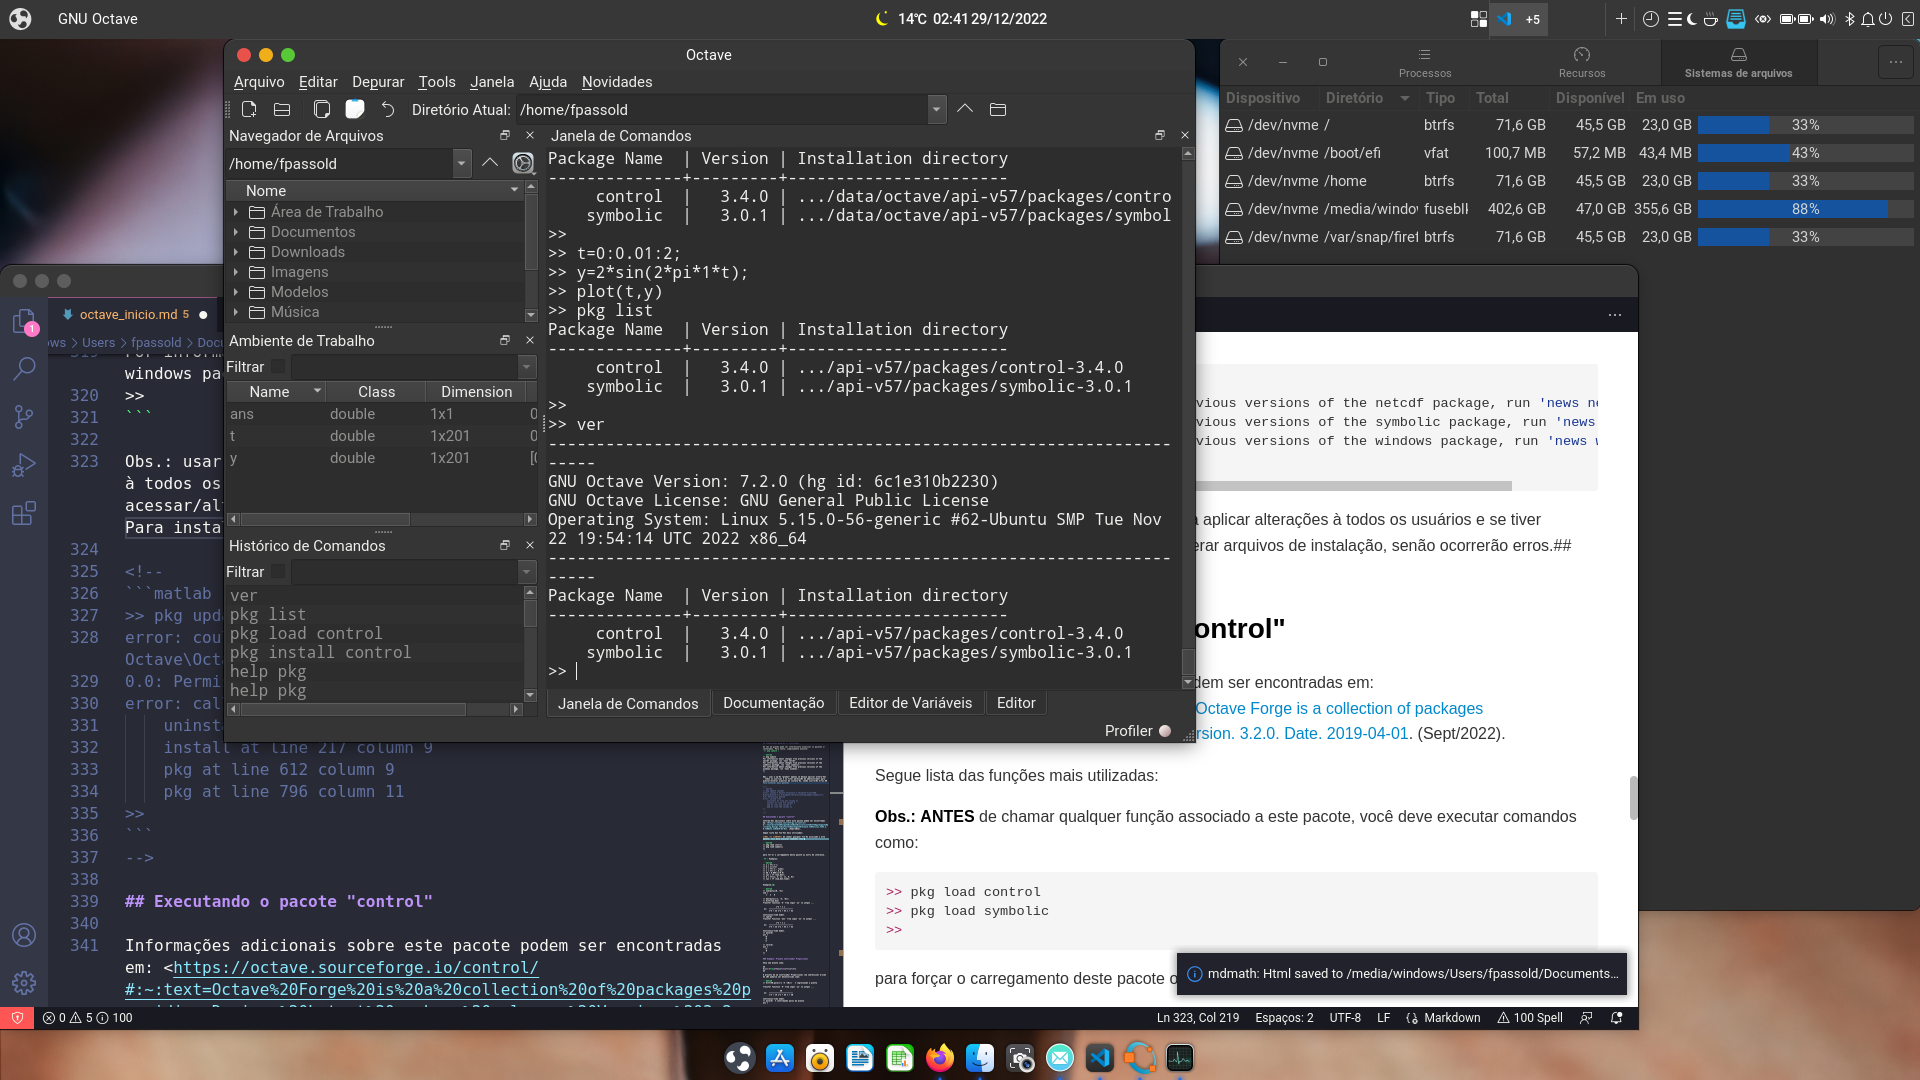 GNU Octave
14℃ 02:41 29/12/2022
+5
Octave
Arquivo Editar Depurar Tools Janela Ajuda Novidades
Diretório Atual: /home/fpassold
Navegador de Arquivos
/home/fpassold
Nome
Área de Trabalho
Documentos
Downloads
Imagens
Modelos
Música
Ambiente de Trabalho
Filtrar
Name Class Dimension
ans double 1x1 0
t double 1x201 0
y double 1x201 [0
Histórico de Comandos
Filtrar
ver
pkg list
pkg load control
pkg install control
help pkg
help pkg
Janela de Comandos
Package Name  | Version | Installation directory
--------------+---------+-----------------------
control  |   3.4.0 | .../data/octave/api-v57/packages/contro
symbolic  |   3.0.1 | .../data/octave/api-v57/packages/symbol
>>
>> t=0:0.01:2;
>> y=2*sin(2*pi*1*t);
>> plot(t,y)
>> pkg list
Package Name  | Version | Installation directory
--------------+---------+-----------------------
control  |   3.4.0 | .../api-v57/packages/control-3.4.0
symbolic  |   3.0.1 | .../api-v57/packages/symbolic-3.0.1
>>
>> ver
-----------------------------------------------------------------
-----
GNU Octave Version: 7.2.0 (hg id: 6c1e310b2230)
GNU Octave License: GNU General Public License
Operating System: Linux 5.15.0-56-generic #62-Ubuntu SMP Tue Nov
22 19:54:14 UTC 2022 x86_64
-----------------------------------------------------------------
-----
Package Name  | Version | Installation directory
--------------+---------+-----------------------
control  |   3.4.0 | .../api-v57/packages/control-3.4.0
symbolic  |   3.0.1 | .../api-v57/packages/symbolic-3.0.1
>>
Janela de Comandos Documentação Editor de Variáveis Editor
Profiler
Processos Recursos Sistemas de arquivos
Dispositivo Diretório Tipo Total Disponível Em uso
/dev/nvme / btrfs 71,6 GB 45,5 GB 23,0 GB 33%
/dev/nvme /boot/efi vfat 100,7 MB 57,2 MB 43,4 MB 43%
/dev/nvme /home btrfs 71,6 GB 45,5 GB 23,0 GB 33%
/dev/nvme /media/windo fusebl 402,6 GB 47,0 GB 355,6 GB 88%
/dev/nvme /var/snap/firef btrfs 71,6 GB 45,5 GB 23,0 GB 33%
1
octave_inicio.md 5
ows > Users > fpassold > Docu
windows pa
320 >>
321 ```
322
323 Obs.: usar
à todos os
acessar/alt
Para insta
324
325 <!--
326 ```matlab
327 >> pkg upd
328 error: cou
Octave\Oct
329 0.0: Permi
330 error: cal
331 uninst
332 install at line 217 column 9
333 pkg at line 612 column 9
334 pkg at line 796 column 11
335 >>
336 ```
337 -->
338
339 ## Executando o pacote "control"
340
341 Informações adicionais sobre este pacote podem ser encontradas
em: <https://octave.sourceforge.io/control/
#:~:text=Octave%20Forge%20is%20a%20collection%20of%20packages%20p
vious versions of the netcdf package, run 'news ne
vious versions of the symbolic package, run 'news
vious versions of the windows package, run 'news w
a aplicar alterações à todos os usuários e se tiver
erar arquivos de instalação, senão ocorrerão erros.##
ontrol"
dem ser encontradas em:
Octave Forge is a collection of packages
rsion. 3.2.0. Date. 2019-04-01. (Sept/2022).
Segue lista das funções mais utilizadas:
Obs.: ANTES de chamar qualquer função associado a este pacote, você deve executar comandos
como:
>> pkg load control
>> pkg load symbolic
>>
para forçar o carregamento deste pacote
mdmath: Html saved to /media/windows/Users/fpassold/Documents...
0 5 100
Ln 323, Col 219 Espaços: 2 UTF-8 LF Markdown 100 Spell